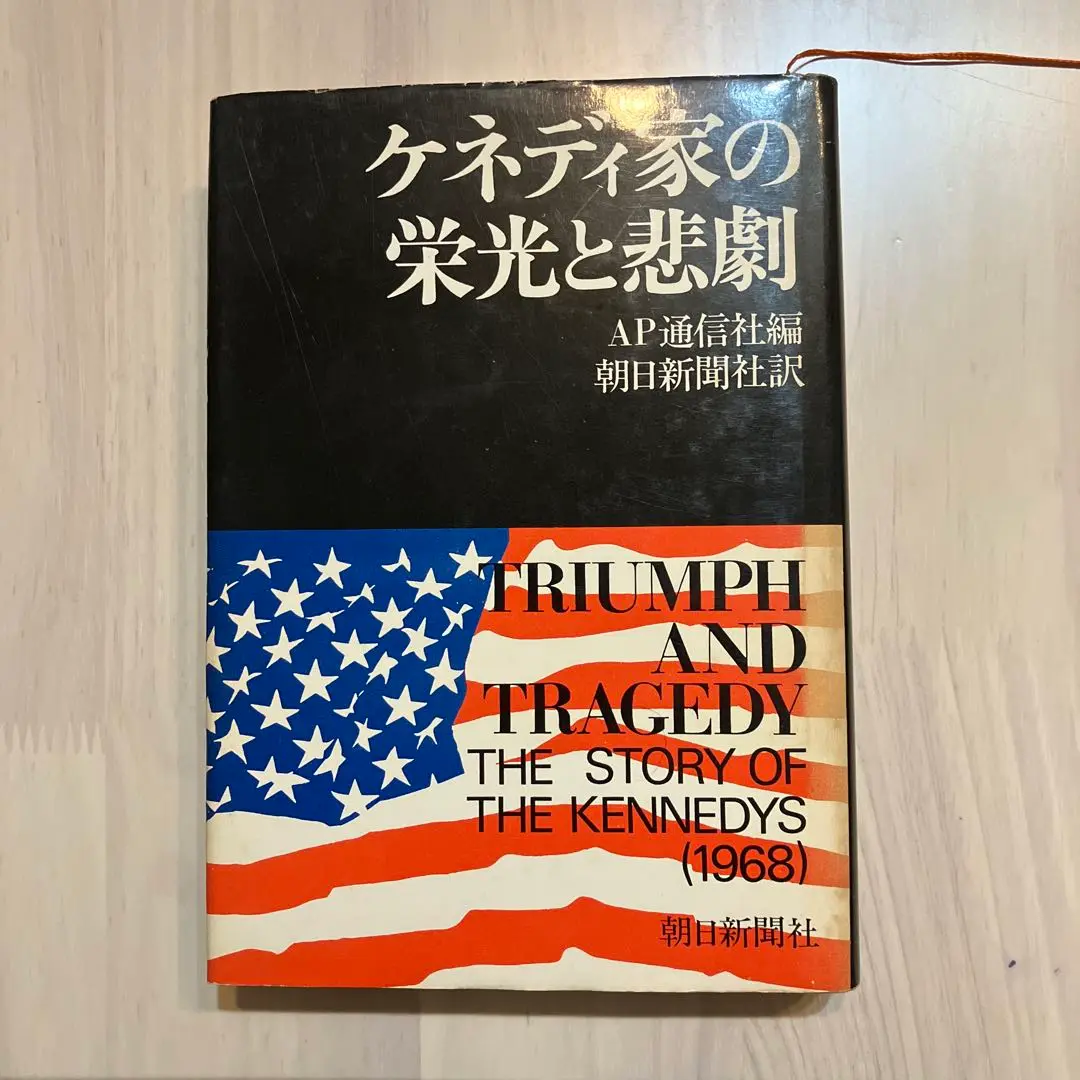 ケネディ家の
栄光と悲劇
AP通信社編
朝日新聞社訳
TRIUMPH
AND
TRAGEDY
THE STORY OF
THE KENNEDYS
(1968)
朝日新聞社